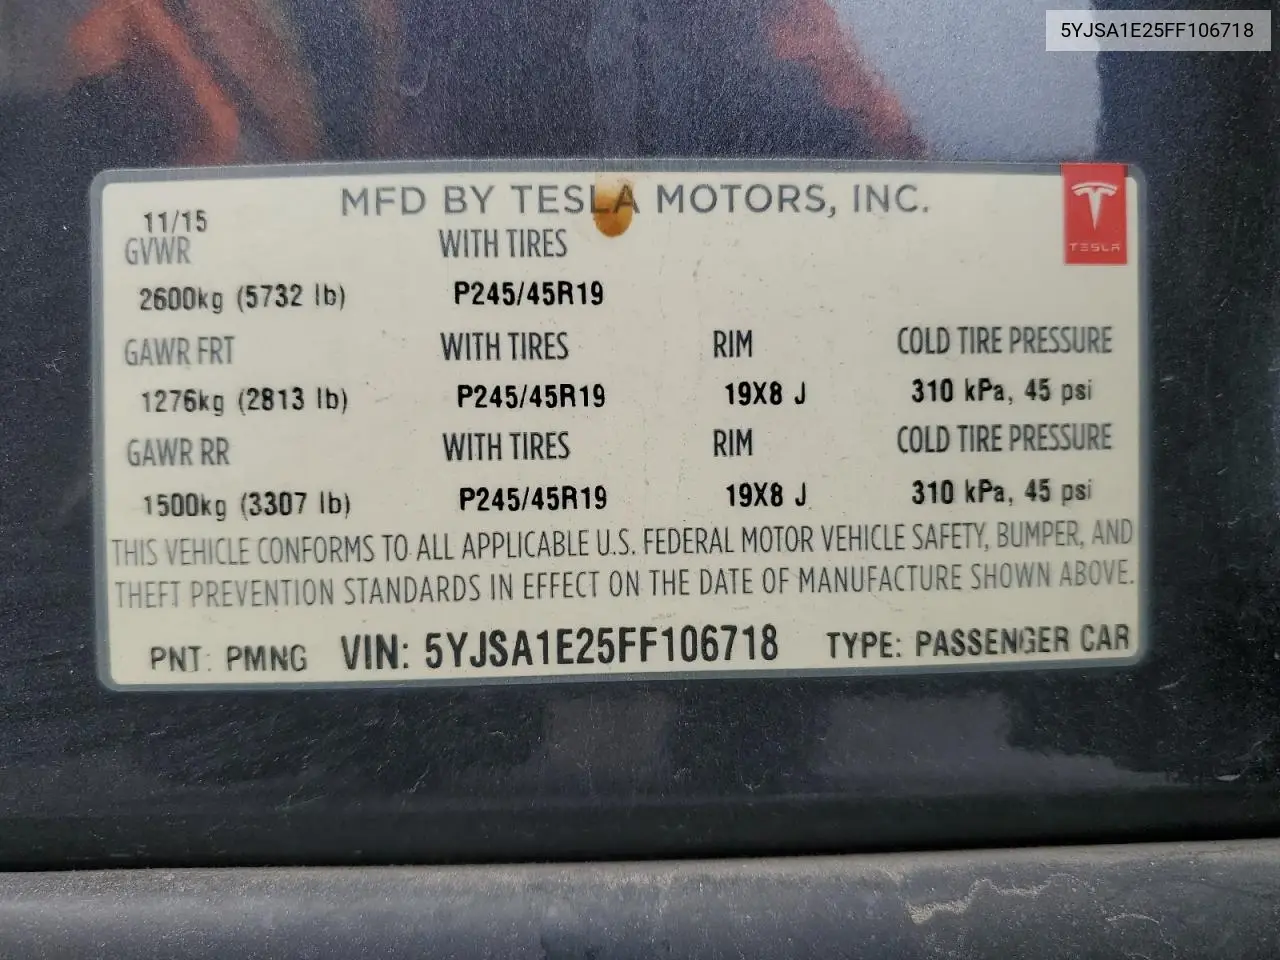 5YJSA1E25FF106718
MFD BY TESLA MOTORS, INC.
TESLA
11/15
GVWR WITH TIRES
2600kg (5732 lb) P245/45R19
GAWR FRT WITH TIRES RIM COLD TIRE PRESSURE
1276kg (2813 lb) P245/45R19 19X8 J 310 kPa, 45 psi
GAWR RR WITH TIRES RIM COLD TIRE PRESSURE
1500kg (3307 lb) P245/45R19 19X8 J 310 kPa, 45 psi
THIS VEHICLE CONFORMS TO ALL APPLICABLE U.S. FEDERAL MOTOR VEHICLE SAFETY, BUMPER, AND
THEFT PREVENTION STANDARDS IN EFFECT ON THE DATE OF MANUFACTURE SHOWN ABOVE.
PNT: PMNG VIN: 5YJSA1E25FF106718 TYPE: PASSENGER CAR